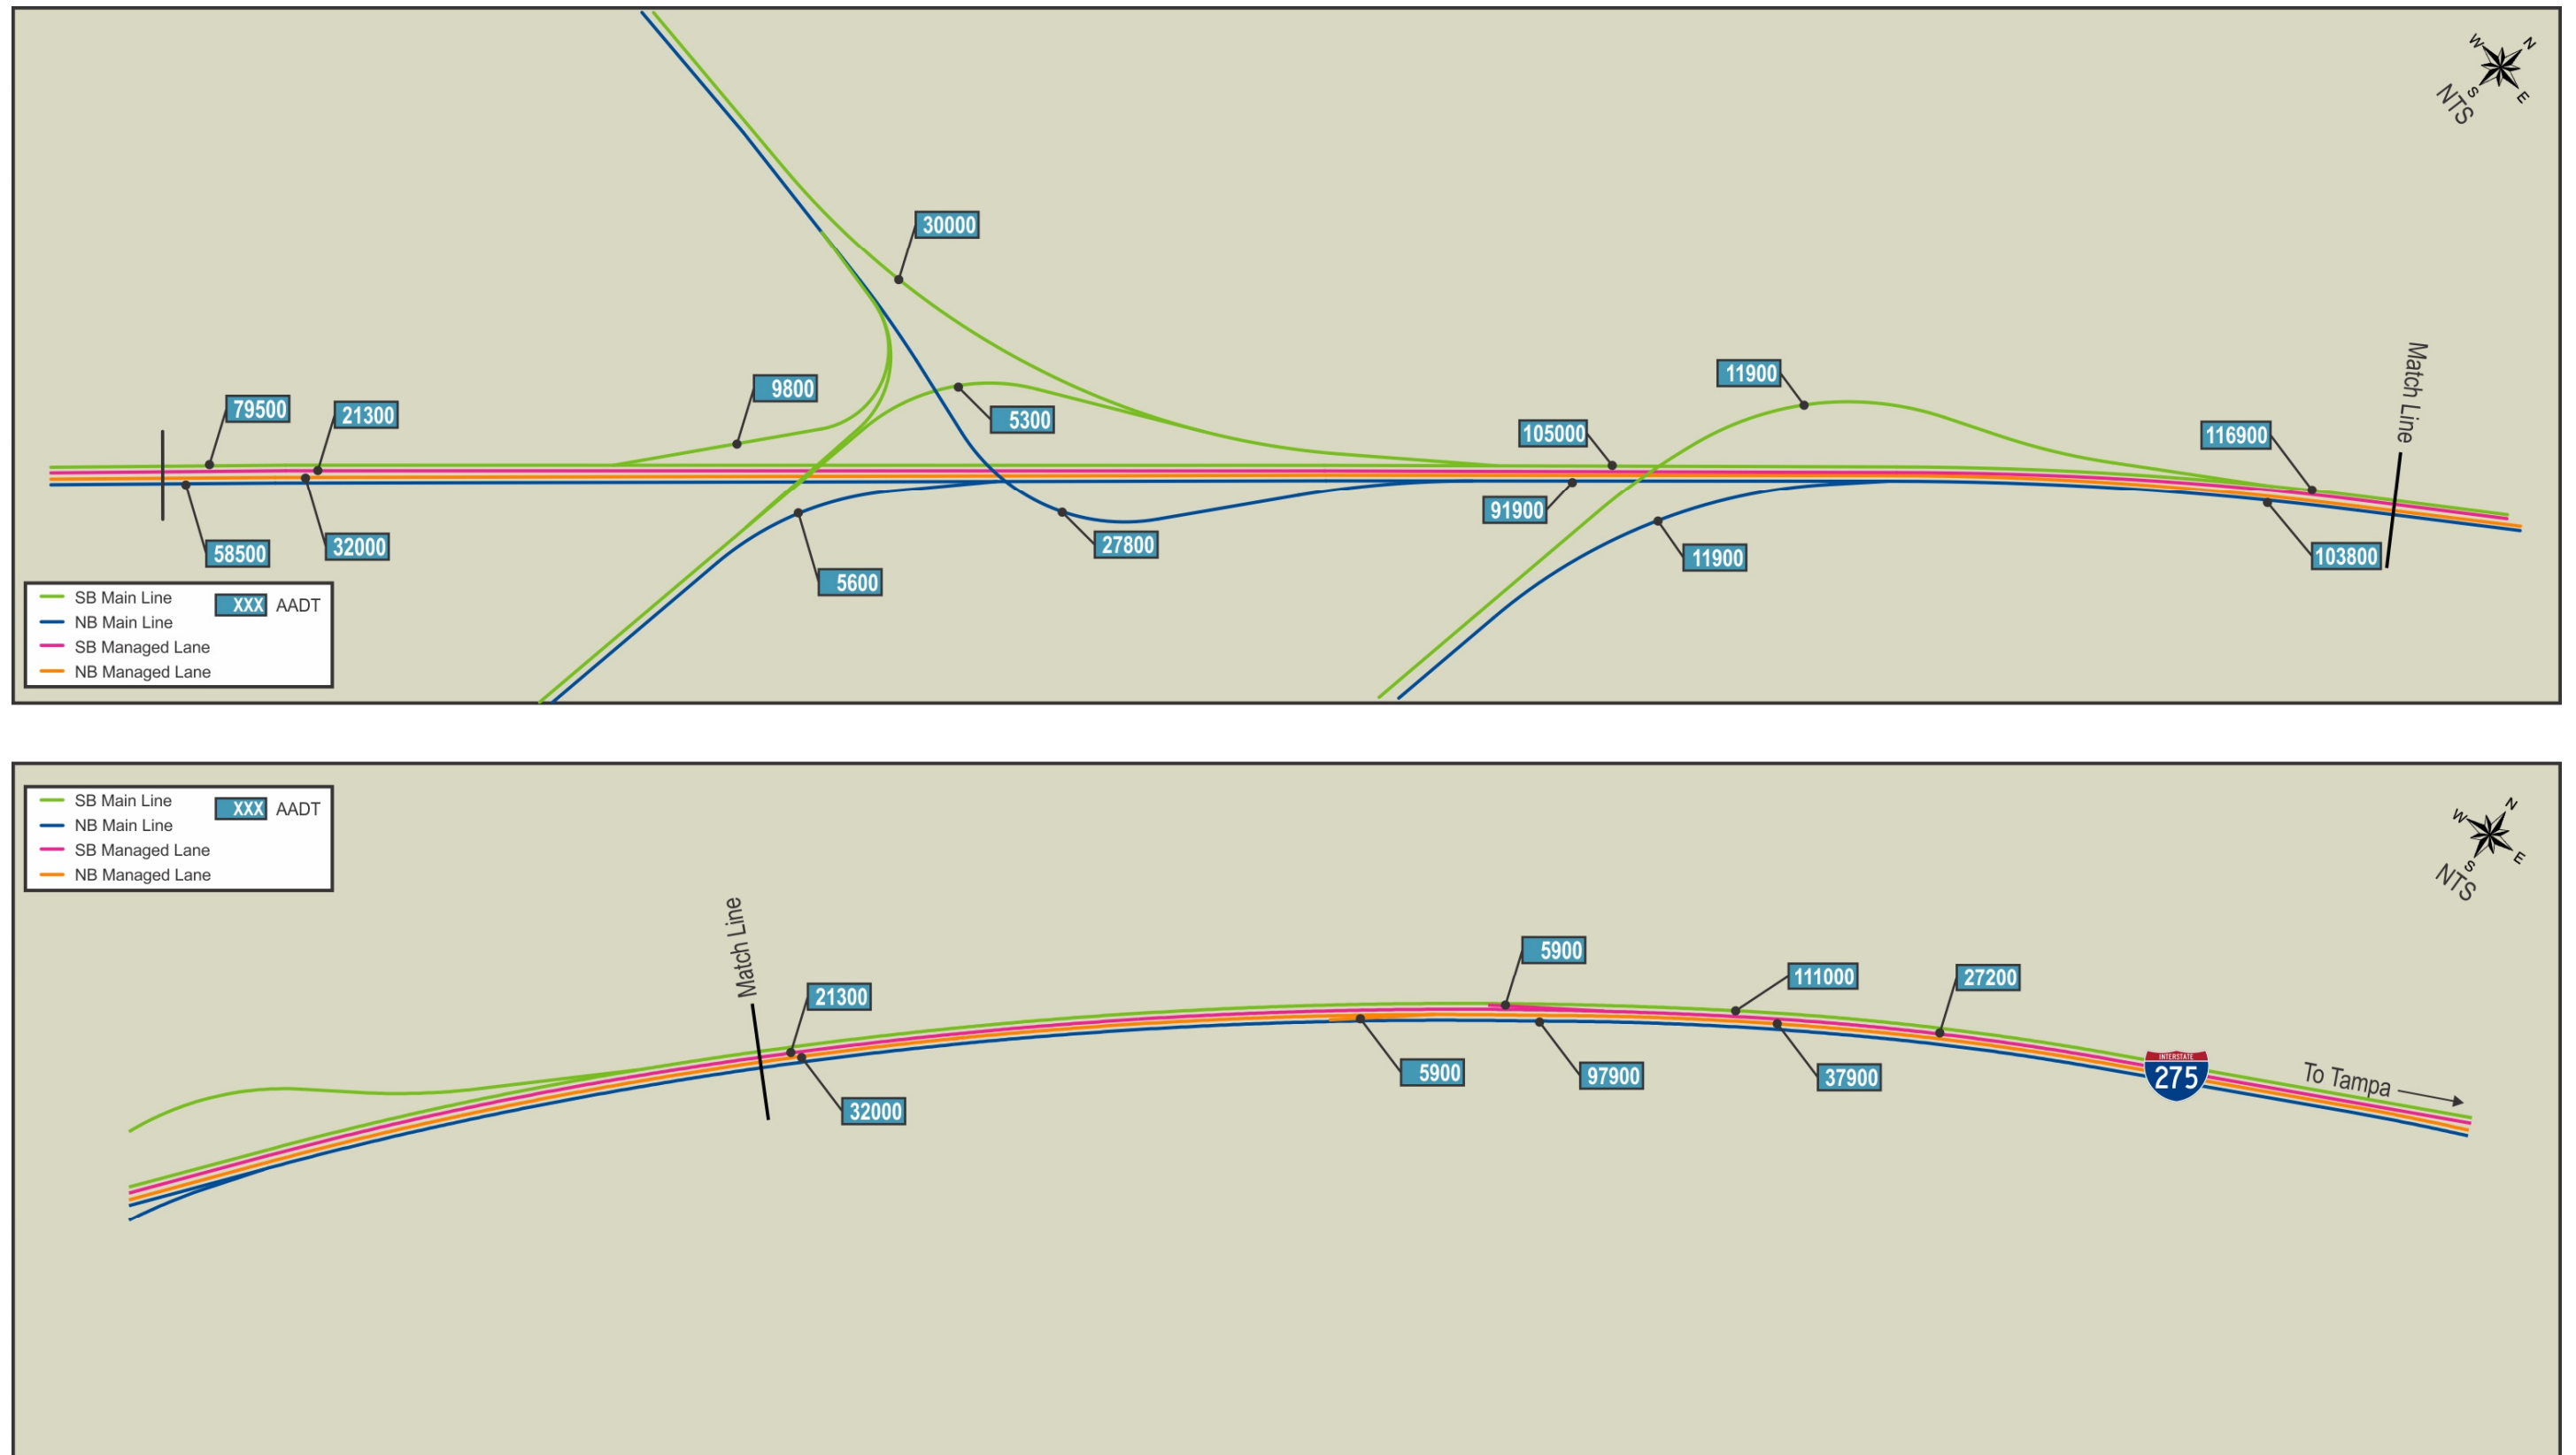 W N
S E
NTS
30000
Match Line
11900
9800
79500
21300
5300
105000
116900
91900
58500
32000
27800
11900
103800
5600
SB Main Line
XXX AADT
NB Main Line
SB Managed Lane
NB Managed Lane
SB Main Line
XXX AADT
NB Main Line
SB Managed Lane
NB Managed Lane
W N
S E
NTS
Match Line
5900
111000
27200
21300
INTERSTATE
275
To Tampa
5900
97900
37900
32000